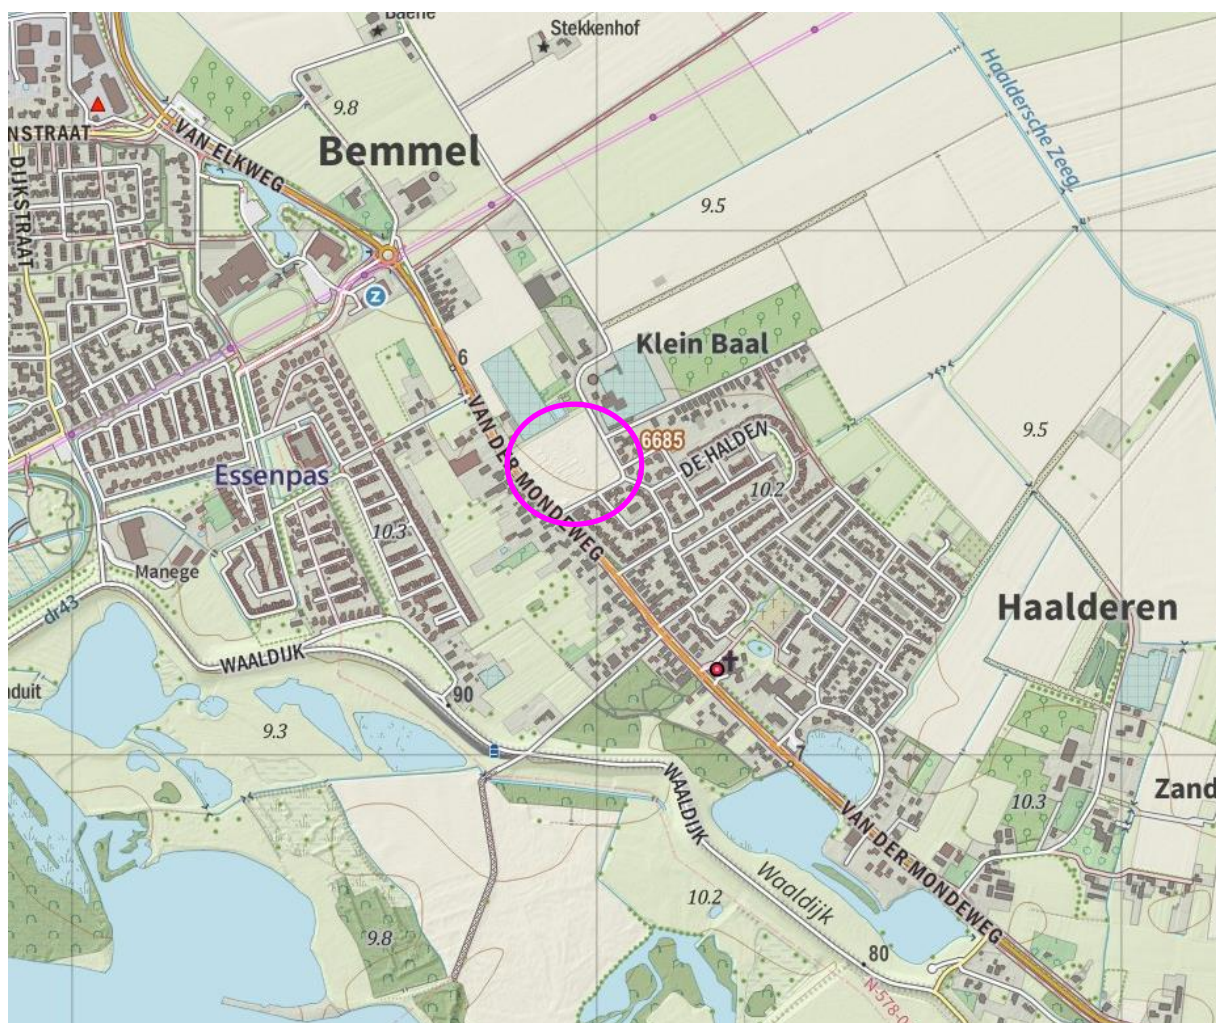 Baene
Stekkenhof
9.8
NSTRAAT
VAN ELKWEG
Bemmel
Haaldersche Zeeg
DIJKSTRAAT
9.5
Z
Klein Baal
6
VAN DER MONDEWEG
6685
DE HALDEN
9.5
Essenpas
10.2
10.3
Manege
dr43
Haalderen
WAALDIJK
nduit
90
9.3
7
WAALDIJK
Zand
10.3
VAN DER MONDEWEG
Waaldijk
10.2
9.8
80
N-578-0